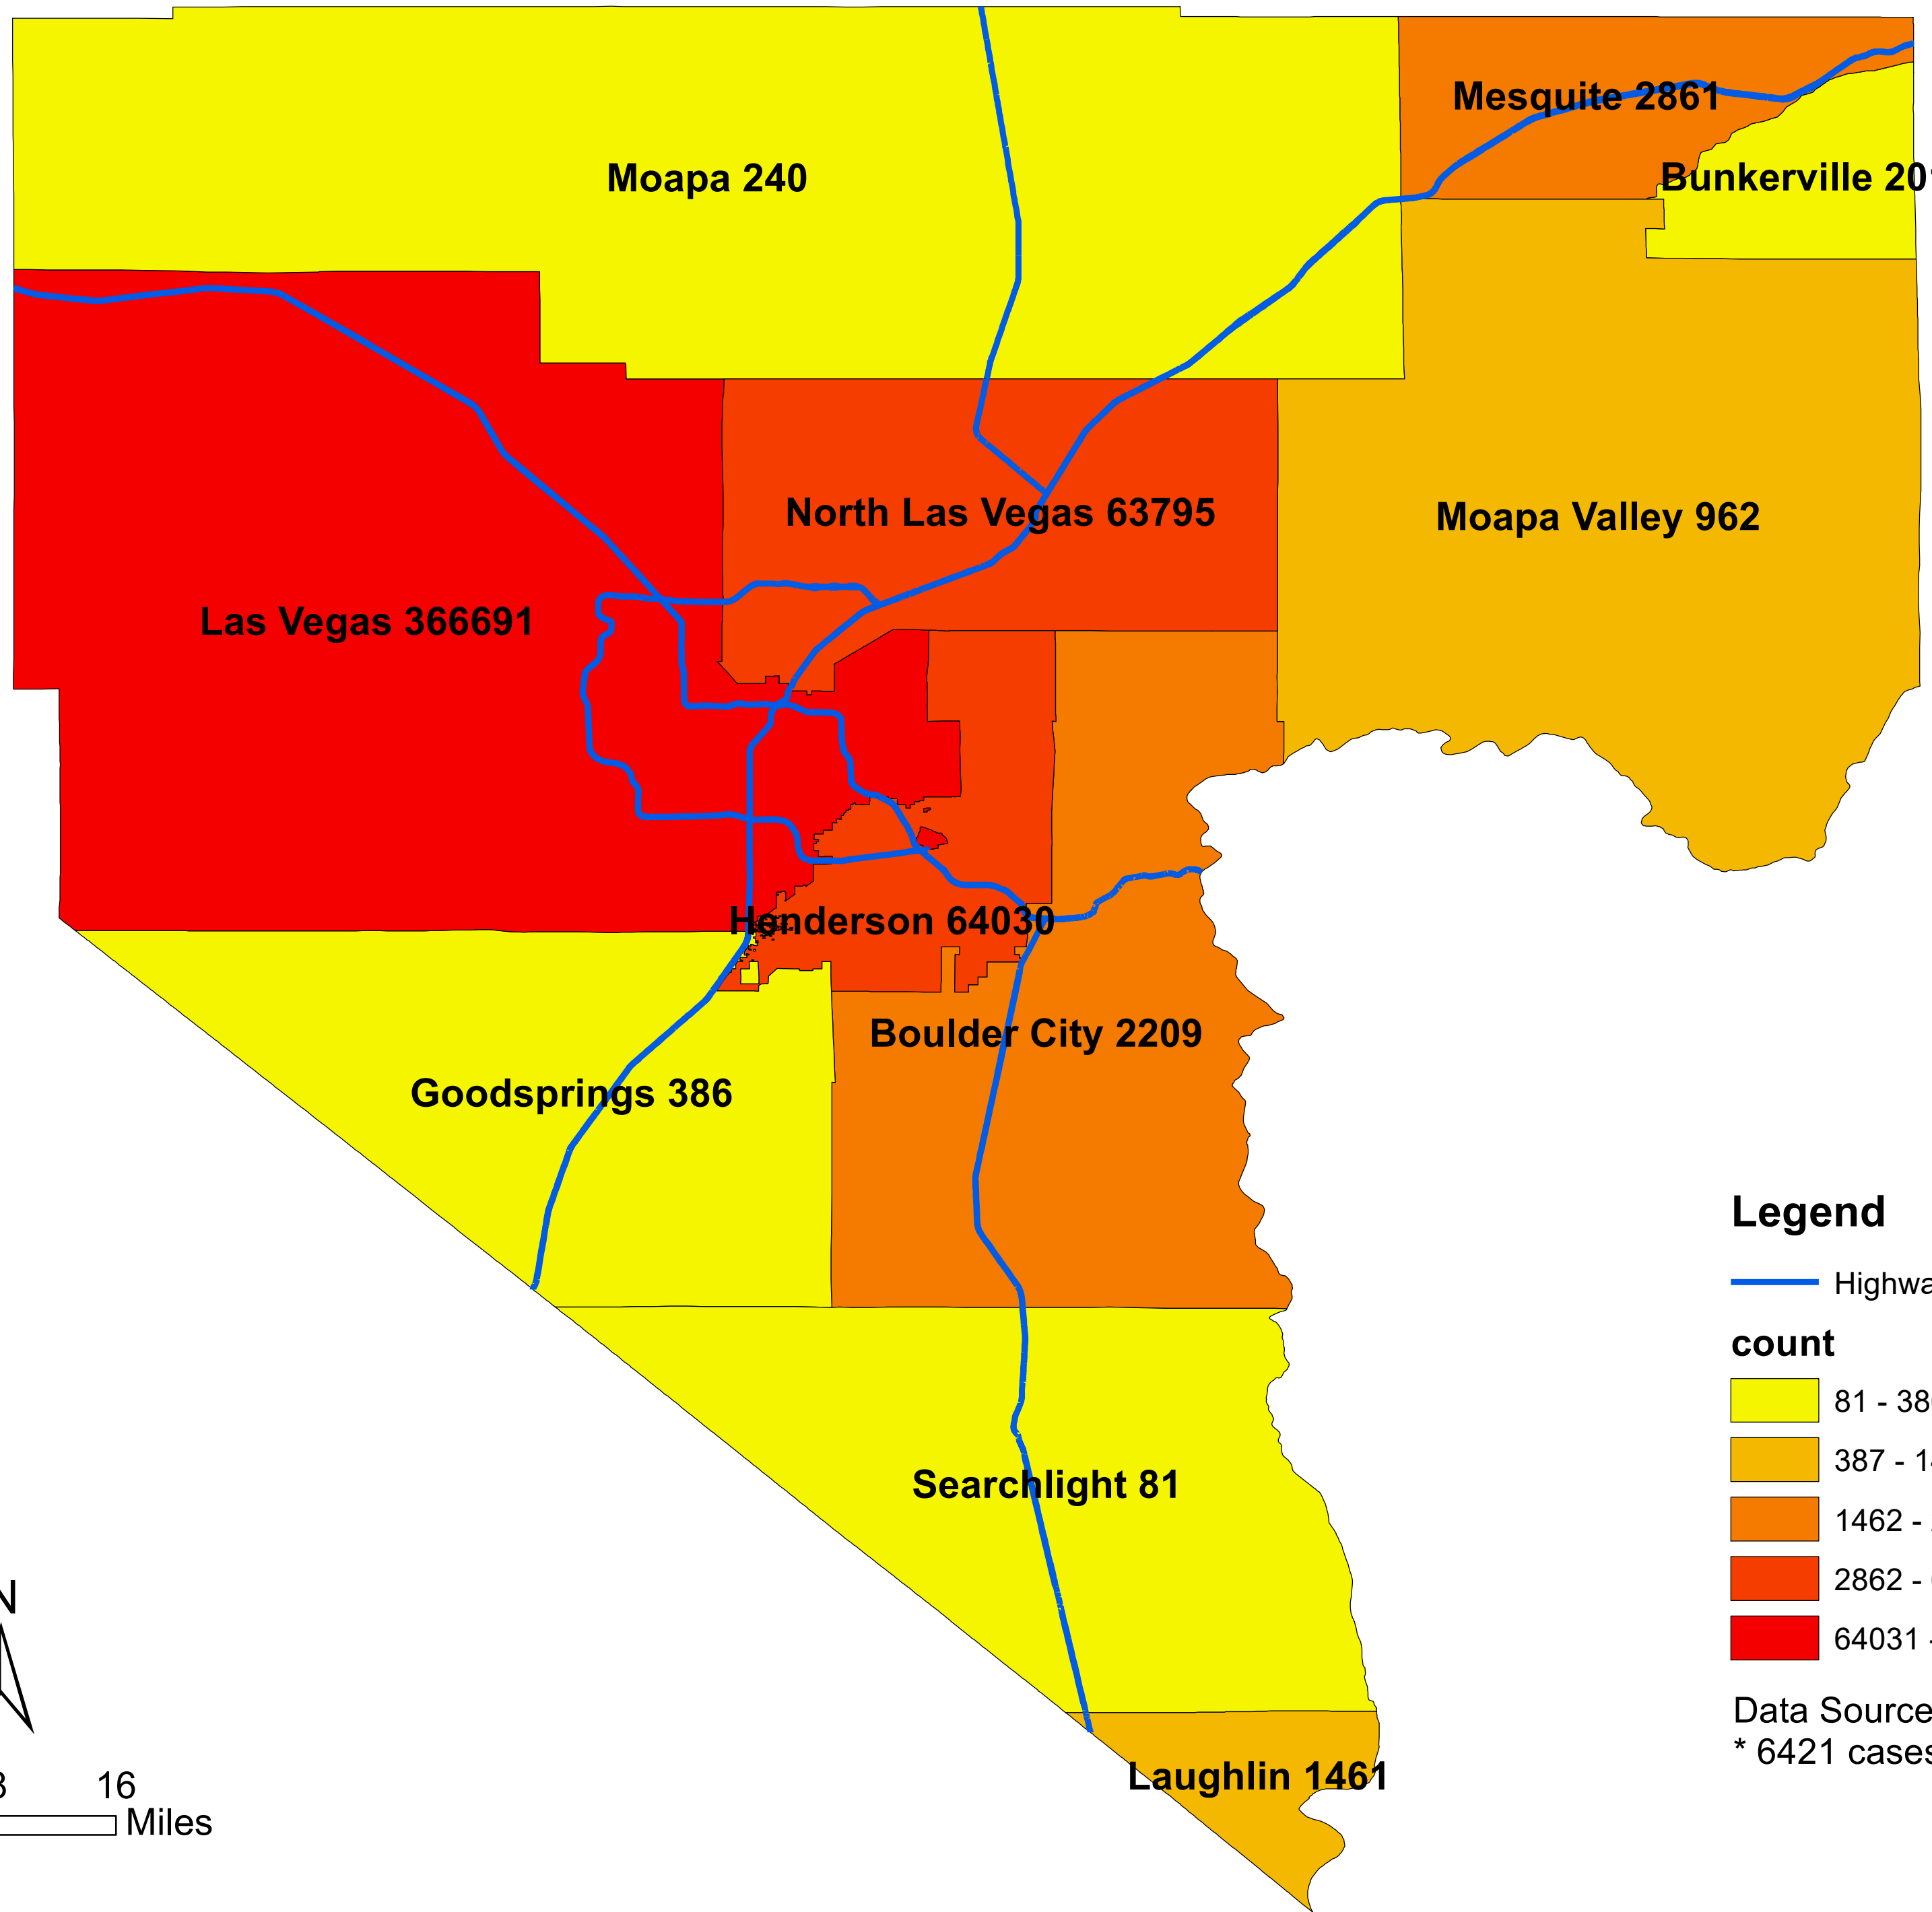 Mesquite 2861
Moapa 240
Bunkerville 20
North Las Vegas 63795
Moapa Valley 962
Las Vegas 366691
Henderson 64030
Boulder City 2209
Goodsprings 386
Searchlight 81
Laughlin 1461
Legend
count
81 - 38
387 - 1
1462 -
2862 -
64031 -
Data Source
* 6421 cases
N
16
Miles